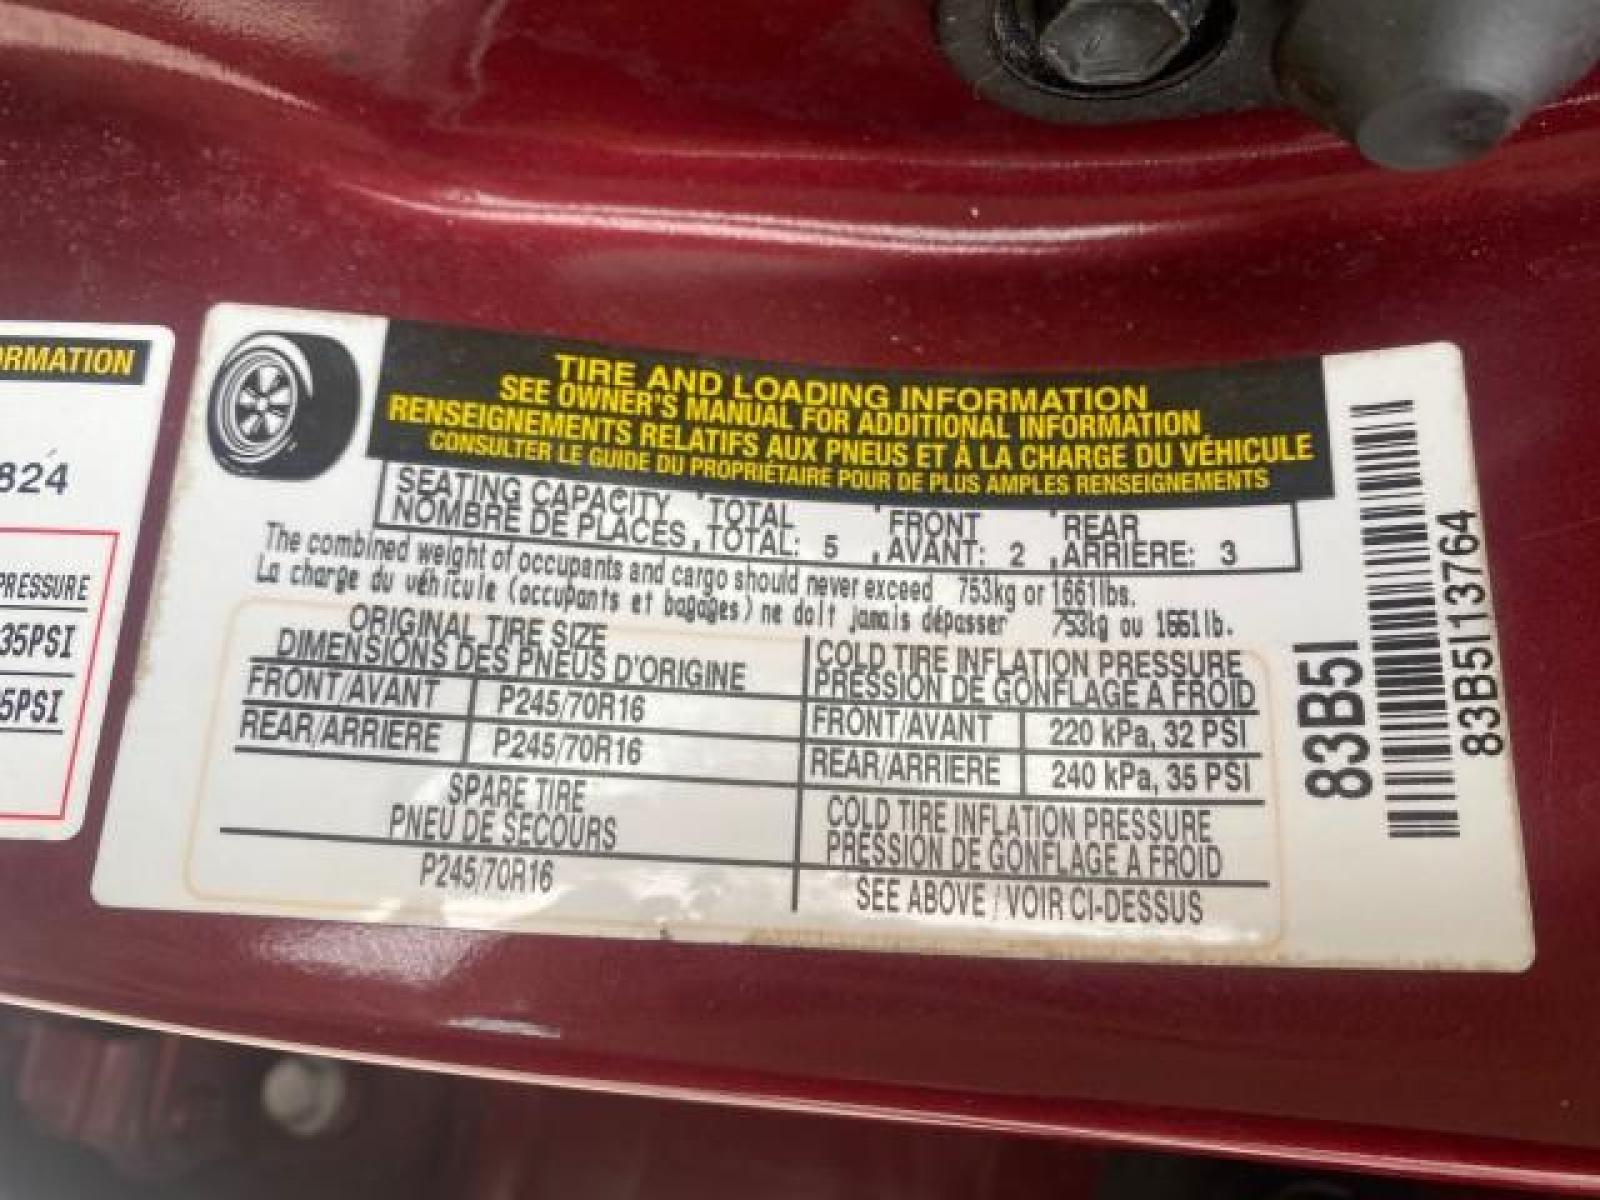 ORMATION
824
PRESSURE
35PSI
5PSI
TIRE AND LOADING INFORMATION
SEE OWNER'S MANUAL FOR ADDITIONAL INFORMATION
RENSEIGNEMENTS RELATIFS AUX PNEUS ET À LA CHARGE DU VÉHICULE
CONSULTER LE GUIDE DU PROPRIÉTAIRE POUR DE PLUS AMPLES RENSEIGNEMENTS
SEATING CAPACITY TOTAL FRONT REAR
NOMBRE DE PLACES TOTAL: 5 AVANT: 2 ARRIÈRE: 3
The combined weight of occupants and cargo should never exceed 753kg or 1661lbs.
La charge du véhicule (occupants et bagages) ne doit jamais dépasser 753kg ou 1661lb.
ORIGINAL TIRE SIZE
DIMENSIONS DES PNEUS D'ORIGINE
COLD TIRE INFLATION PRESSURE
PRESSION DE GONFLAGE A FROID
FRONT/AVANT P245/70R16 FRONT/AVANT 220 kPa, 32 PSI
REAR/ARRIERE P245/70R16 REAR/ARRIERE 240 kPa, 35 PSI
SPARE TIRE
PNEU DE SECOURS
COLD TIRE INFLATION PRESSURE
PRESSION DE GONFLAGE A FROID
P245/70R16 SEE ABOVE / VOIR CI-DESSUS
83B5I
83B5I13764